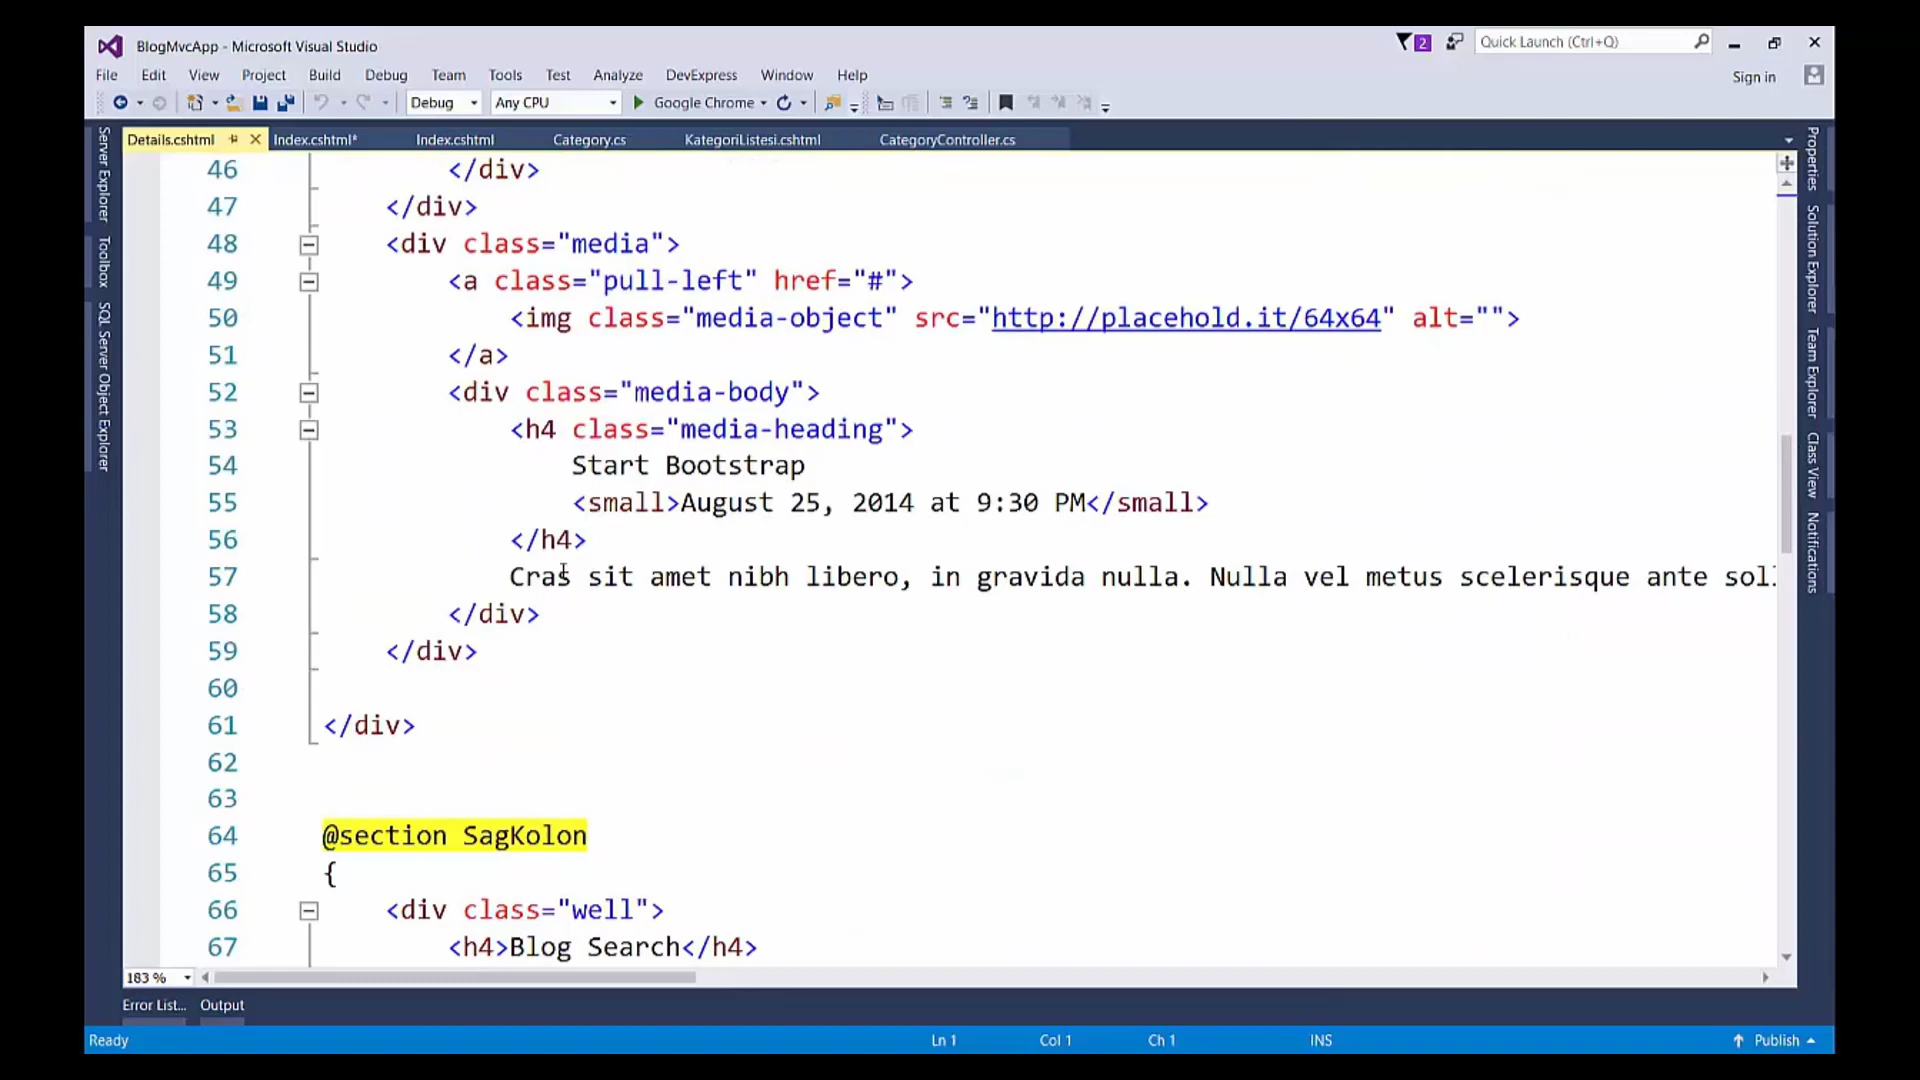 BlogMvcApp - Microsoft Visual Studio
2
Quick Launch (Ctrl+Q)
File Edit View Project Build Debug Team Tools Test Analyze DevExpress Window Help
Sign in
Debug Any CPU Google Chrome
Details.cshtml Index.cshtml* Index.cshtml Category.cs KategoriListesi.cshtml CategoryController.cs
Server Explorer
Toolbox
SQL Server Object Explorer
46 </div>
47 </div>
48 <div class="media">
49 <a class="pull-left" href="#">
50 <img class="media-object" src="http://placehold.it/64x64" alt="">
51 </a>
52 <div class="media-body">
53 <h4 class="media-heading">
54 Start Bootstrap
55 <small>August 25, 2014 at 9:30 PM</small>
56 </h4>
57 Cras sit amet nibh libero, in gravida nulla. Nulla vel metus scelerisque ante sol
58 </div>
59 </div>
60
61 </div>
62
63
64 @section SagKolon
65 {
66 <div class="well">
67 <h4>Blog Search</h4>
Properties
Solution Explorer
Team Explorer
Class View
Notifications
183 %
Error List... Output
Ready Ln 1 Col 1 Ch 1 INS Publish